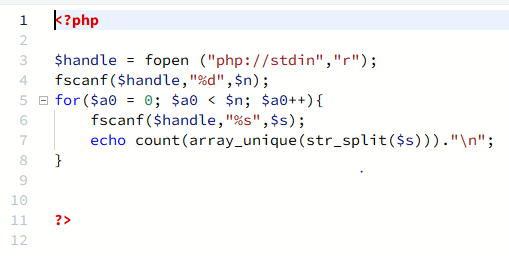 1 <?php
2
3 $handle = fopen ("php://stdin","r");
4 fscanf($handle,"%d",$n);
5 for($a0 = 0; $a0 < $n; $a0++){
6 fscanf($handle,"%s",$s);
7 echo count(array_unique(str_split($s)))."\n";
8 }
9
10
11 ?>
12